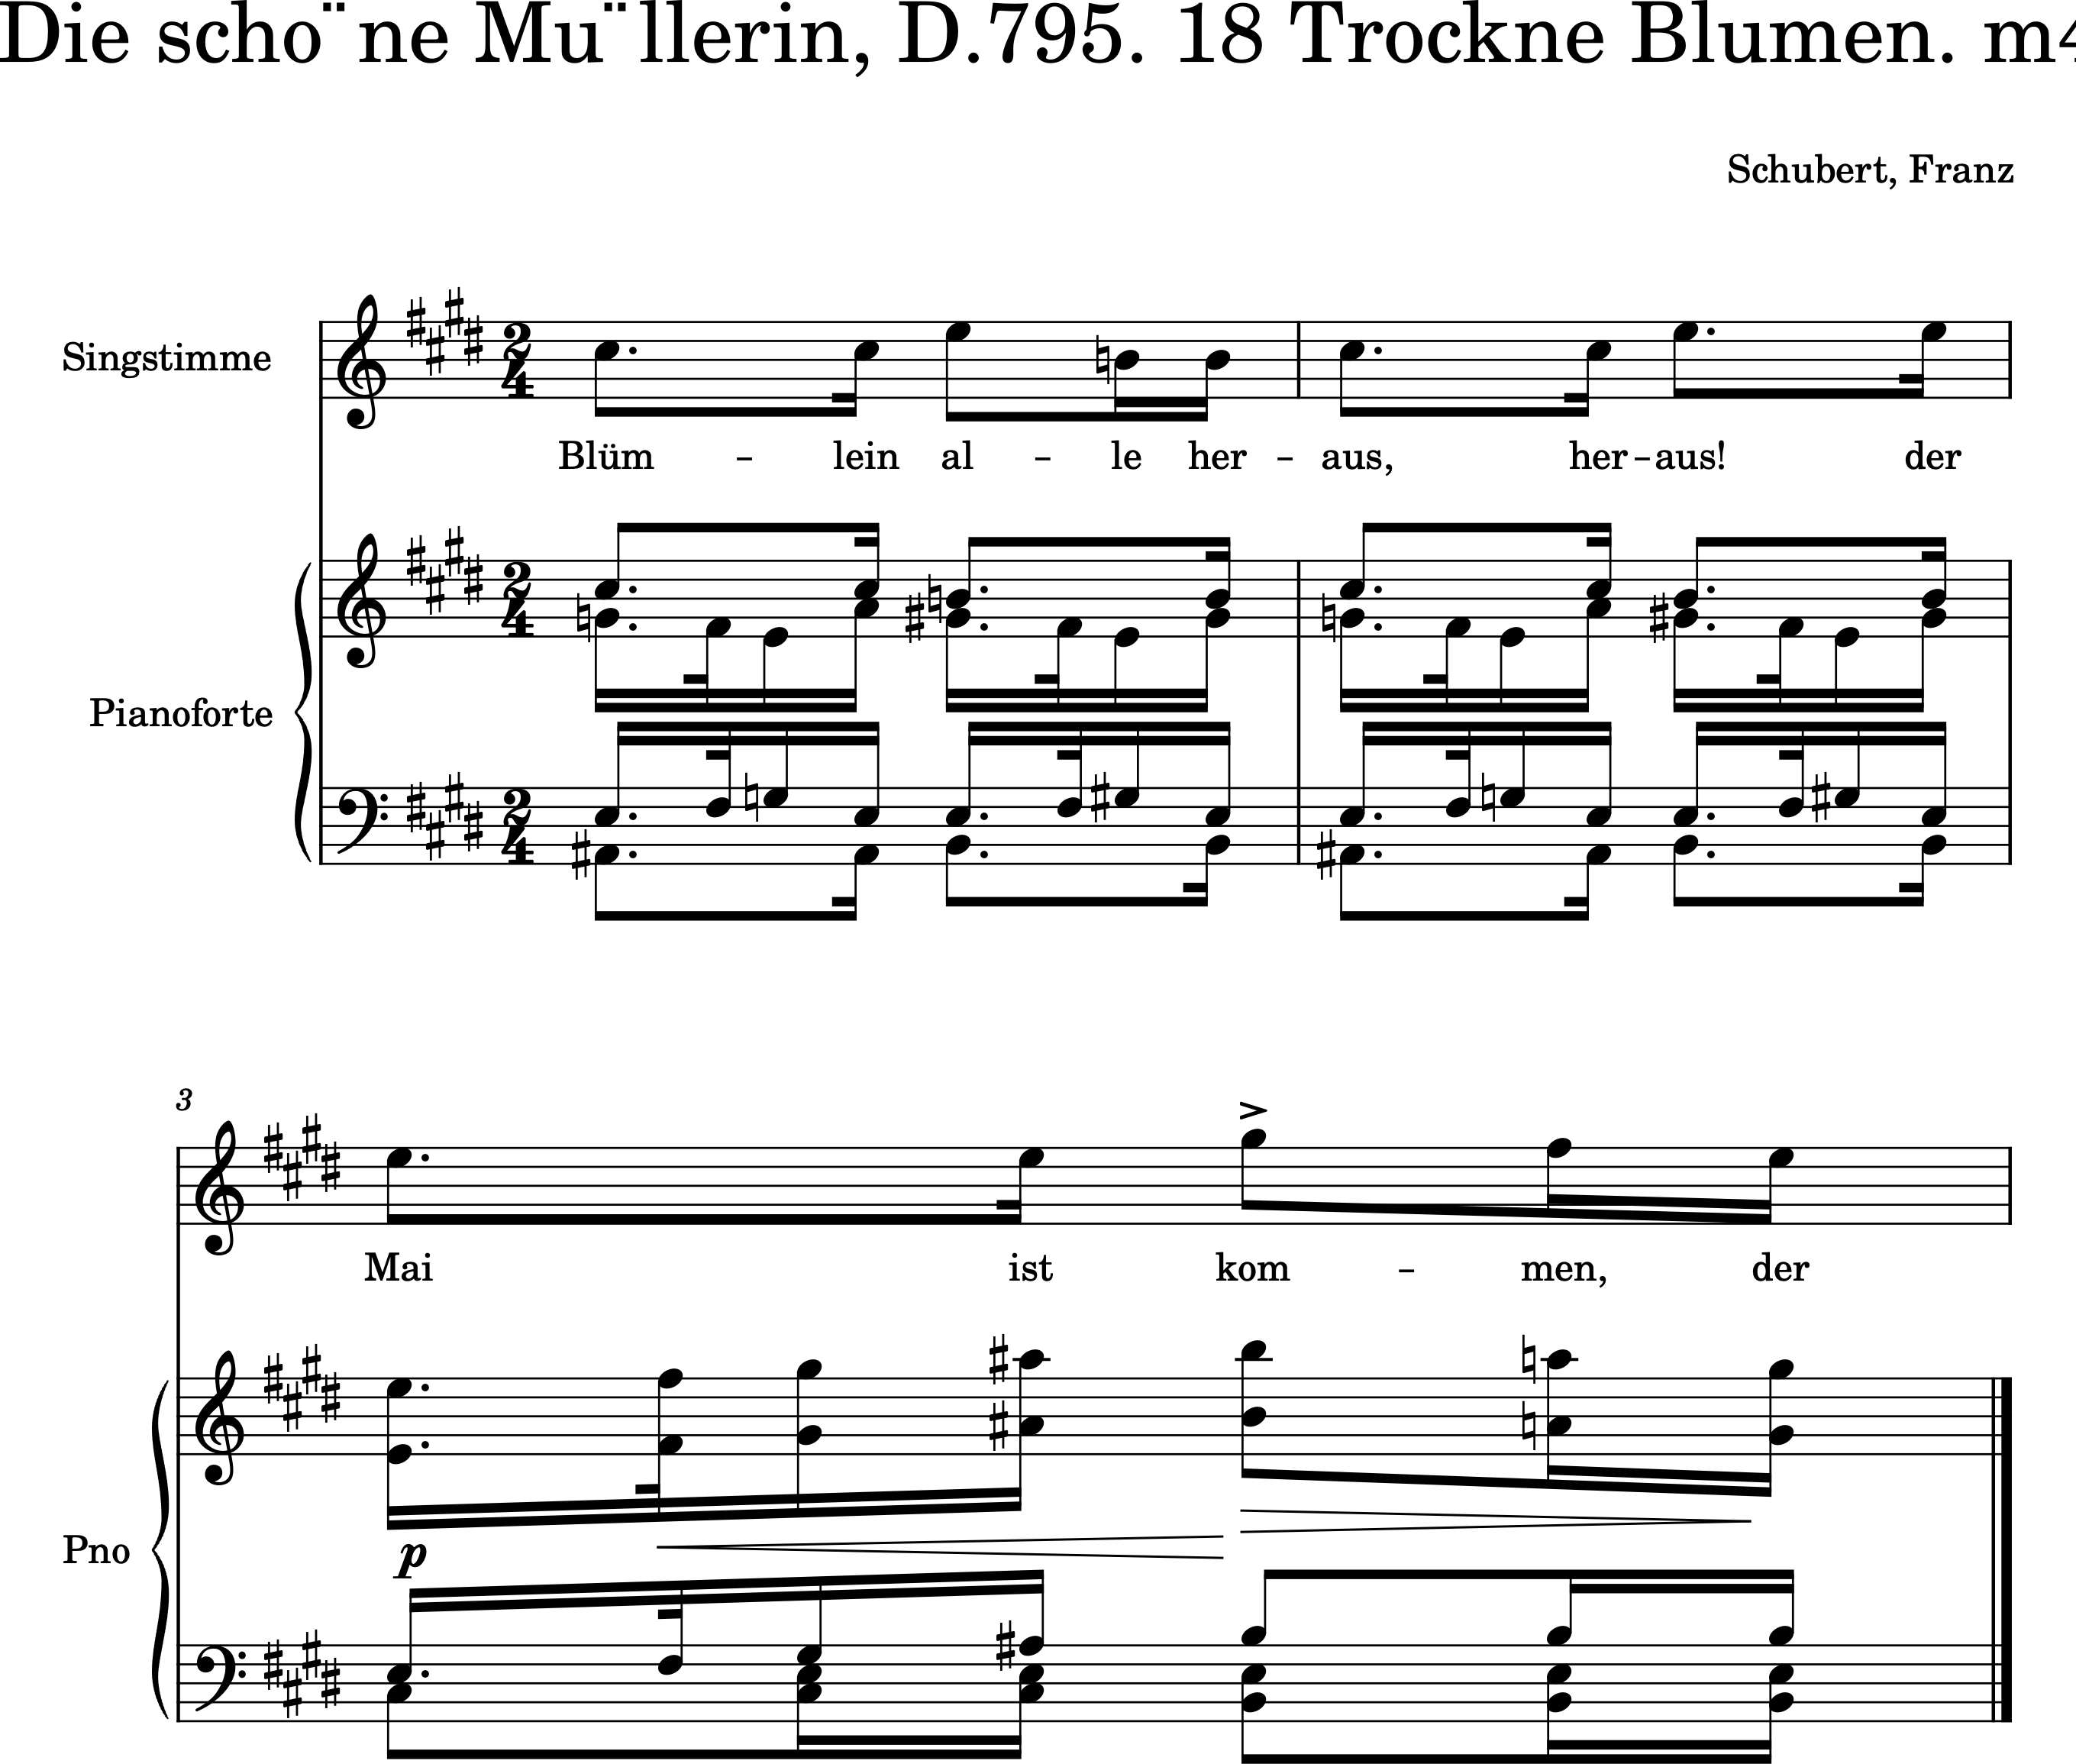 Die scho¨ne Mu¨llerin, D.795. 18 Trockne Blumen. m4
Schubert, Franz
Singstimme
Blüm – lein al – le her – aus, her – aus! der
Pianoforte
3
Mai ist kom – men, der
Pno
p